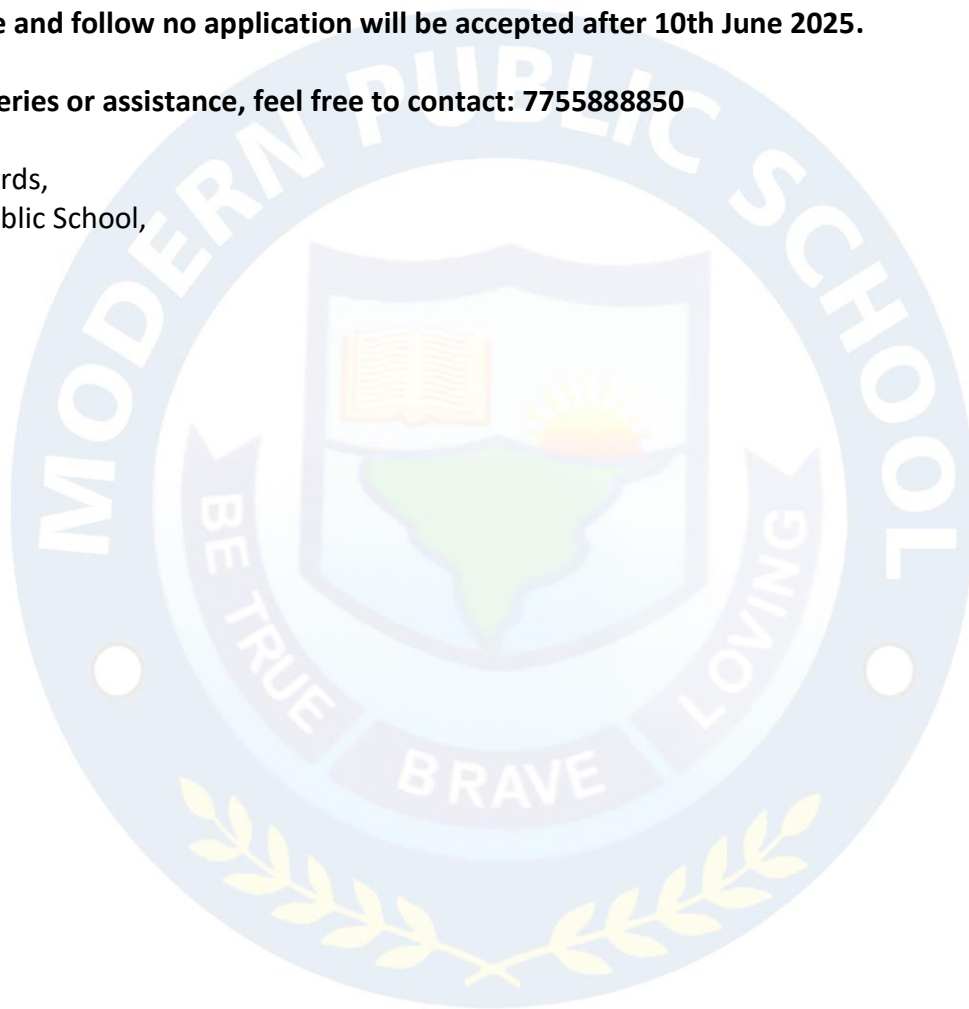 e and follow no application will be accepted after 10th June 2025.
eries or assistance, feel free to contact: 7755888850
rds,
blic School,
MODERN PUBLIC SCHOOL
BE TRUE
BRAVE
LOVING